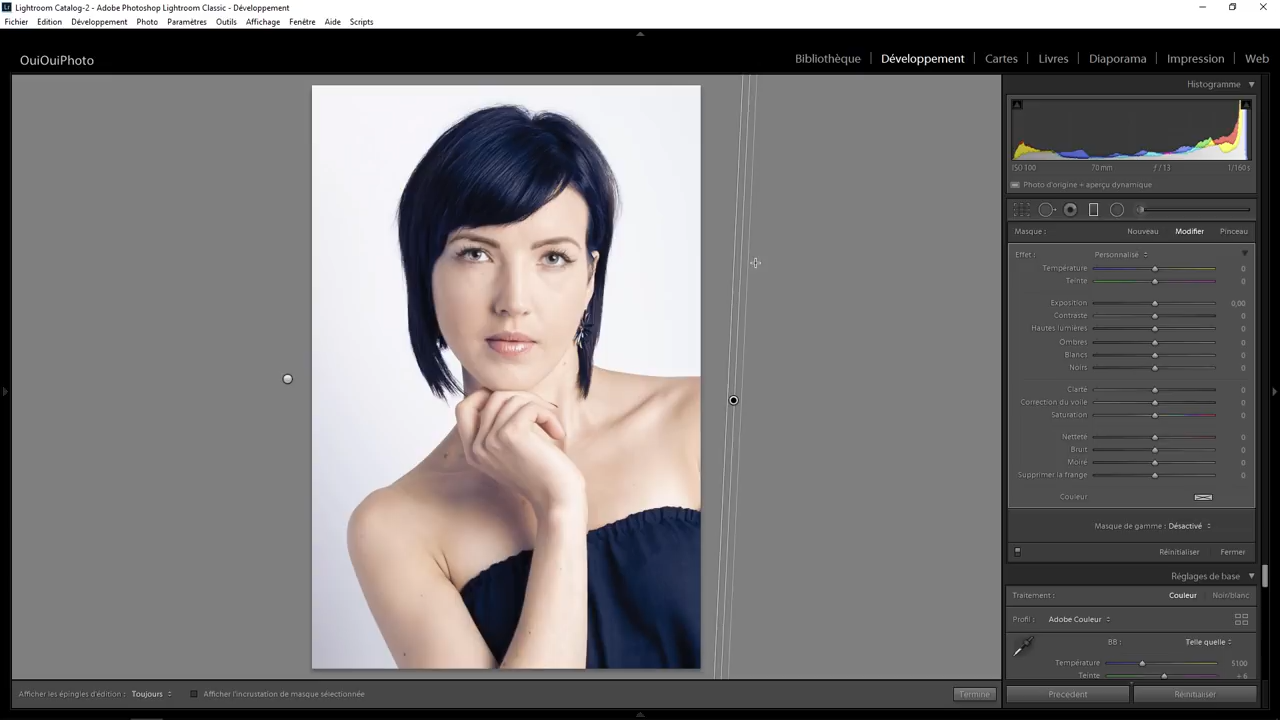 Lightroom Catalog-2 - Adobe Photoshop Lightroom Classic - Développement
Fichier Edition Développement Photo Paramètres Outils Affichage Fenêtre Aide Scripts
OuiOuiPhoto
Bibliothèque | Développement | Cartes | Livres | Diaporama | Impression | Web
Histogramme
ISO 100 70 mm f / 13 1/160 s
Photo d'origine + aperçu dynamique
Masque : Nouveau Modifier Pinceau
Effet : Personnalisé
Température 0
Teinte 0
Exposition 0,00
Contraste 0
Hautes lumières 0
Ombres 0
Blancs 0
Noirs 0
Clarté 0
Correction du voile 0
Saturation 0
Netteté 0
Bruit 0
Moiré 0
Supprimer la frange 0
Couleur
Masque de gamme : Désactivé
Réinitialiser Fermer
Réglages de base
Traitement : Couleur Noir/blanc
Profil : Adobe Couleur
BB : Telle quelle
Température 5100
Teinte + 6
Afficher les épingles d'édition : Toujours Afficher l'incrustation de masque sélectionnée Terminé
Précédent Réinitialiser